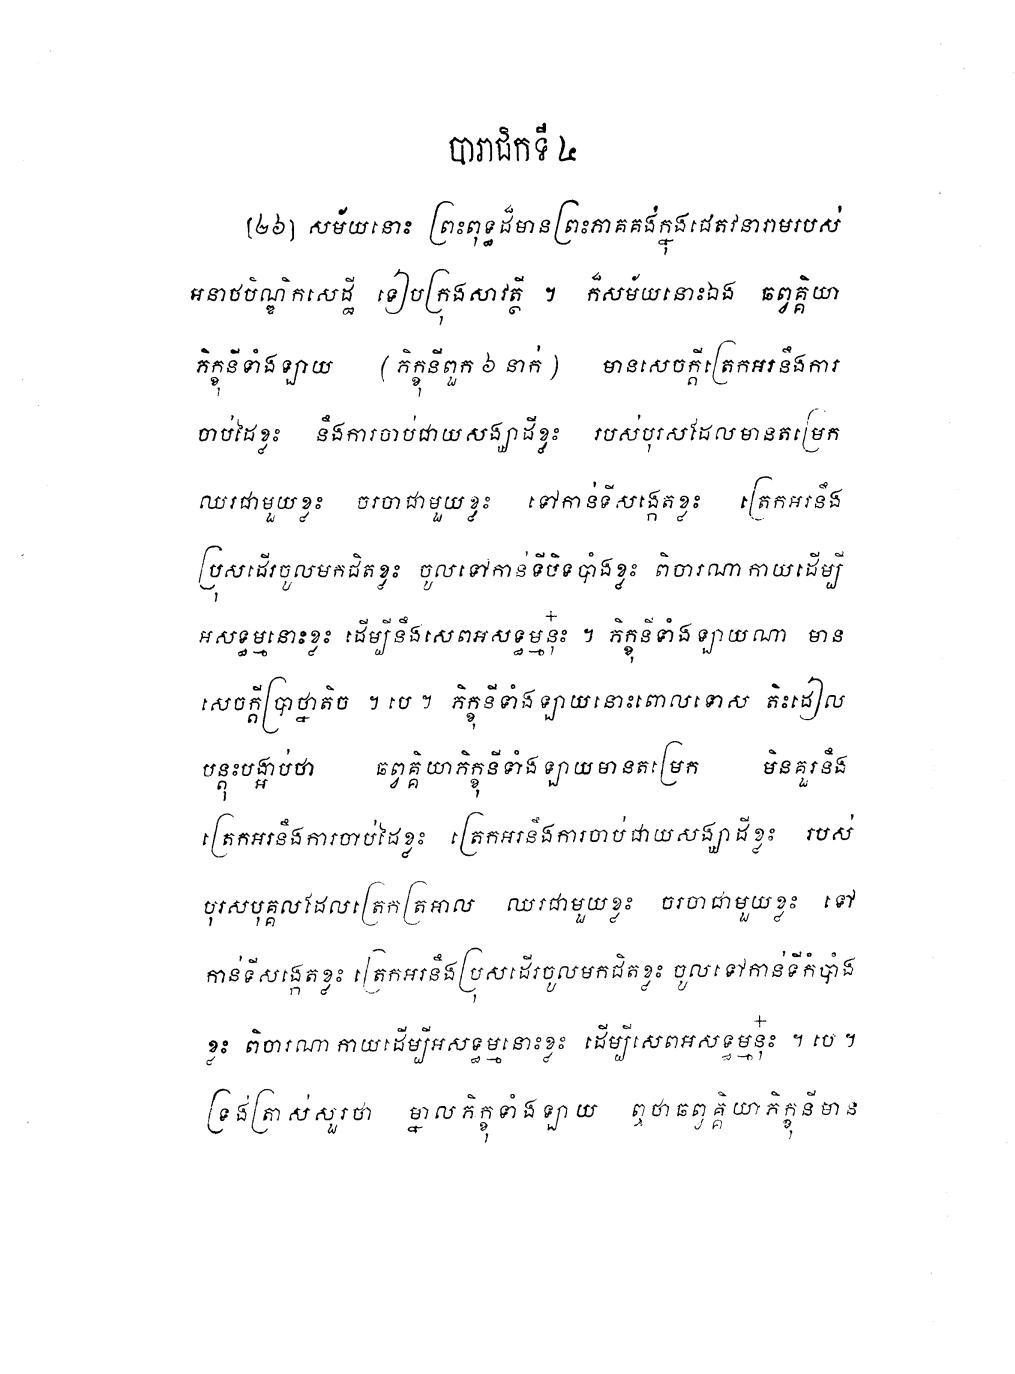 បារាជិកទី ៤
[២៦] សម័យនោះ ព្រះពុទ្ធដ៏មានព្រះភាគគង់ក្នុងជេតវនារាមរបស់
អនាថបិណ្ឌិកសេដ្ឋី ទៀបក្រុងសាវត្ថី ។ ក៏សម័យនោះឯង ឆព្វគ្គិយា
ភិក្ខុនីទាំងឡាយ ( ភិក្ខុនីពួក ៦ នាក់ ) មានសេចក្តីត្រេកអរនឹងការ
ចាប់ដៃខ្លះ នឹងការចាប់ជាយសង្ឃាដីខ្លះ របស់បុរសដែលមានតម្រេក
ឈរជាមួយខ្លះ ចរចាជាមួយខ្លះ ទៅកាន់ទីសង្កេតខ្លះ ត្រេកអរនឹង
ប្រុសដើរចូលមកជិតខ្លះ ចូលទៅកាន់ទីបិទបាំងខ្លះ ពិចារណាកាយដើម្បី
អសទ្ធម្មនោះខ្លះ ដើម្បីនឹងសេពអសទ្ធម្មនុ៎ះ ។ ភិក្ខុនីទាំងឡាយណា មាន
សេចក្តីប្រាថ្នាតិច ។ បេ ។ ភិក្ខុនីទាំងឡាយនោះពោលទោស តិះដៀល
បន្តុះបង្អាប់ថា ឆព្វគ្គិយាភិក្ខុនីទាំងឡាយមានតម្រេក មិនគួរនឹង
ត្រេកអរនឹងការចាប់ដៃខ្លះ ត្រេកអរនឹងការចាប់ជាយសង្ឃាដីខ្លះ របស់
បុរសបុគ្គលដែលត្រេកត្រអាល ឈរជាមួយខ្លះ ចរចាជាមួយខ្លះ ទៅ
កាន់ទីសង្កេតខ្លះ ត្រេកអរនឹងប្រុសដើរចូលមកជិតខ្លះ ចូលទៅកាន់ទីកំបាំង
ខ្លះ ពិចារណាកាយដើម្បីអសទ្ធម្មនោះខ្លះ ដើម្បីសេពអសទ្ធម្មនុ៎ះ ។ បេ ។
ទ្រង់ត្រាស់សួរថា ម្នាលភិក្ខុទាំងឡាយ ឮថាឆព្វគ្គិយាភិក្ខុនីមាន